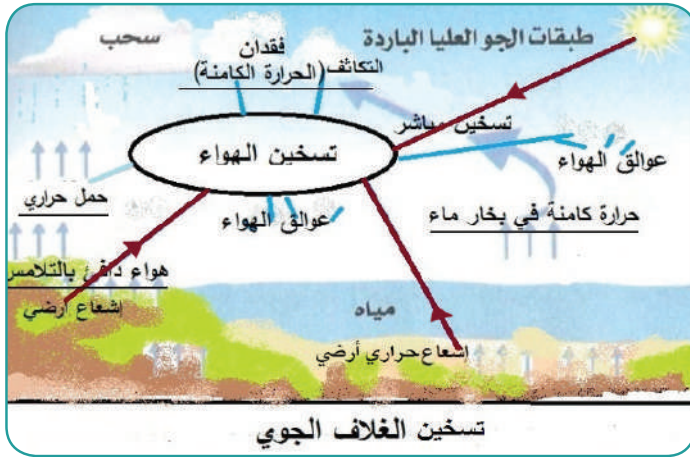 طبقات الجو العليا الباردة
سحب
فقدان
التكاثف (الحرارة الكامنة)
تسخين مباشر
تسخين الهواء
عوالق الهواء
حمل حراري
عوالق الهواء
حرارة كامنة في بخار ماء
هواء دافئ بالتلامس
إشعاع أرضي
مياه
إشعاع حراري أرضي
تسخين الغلاف الجوي